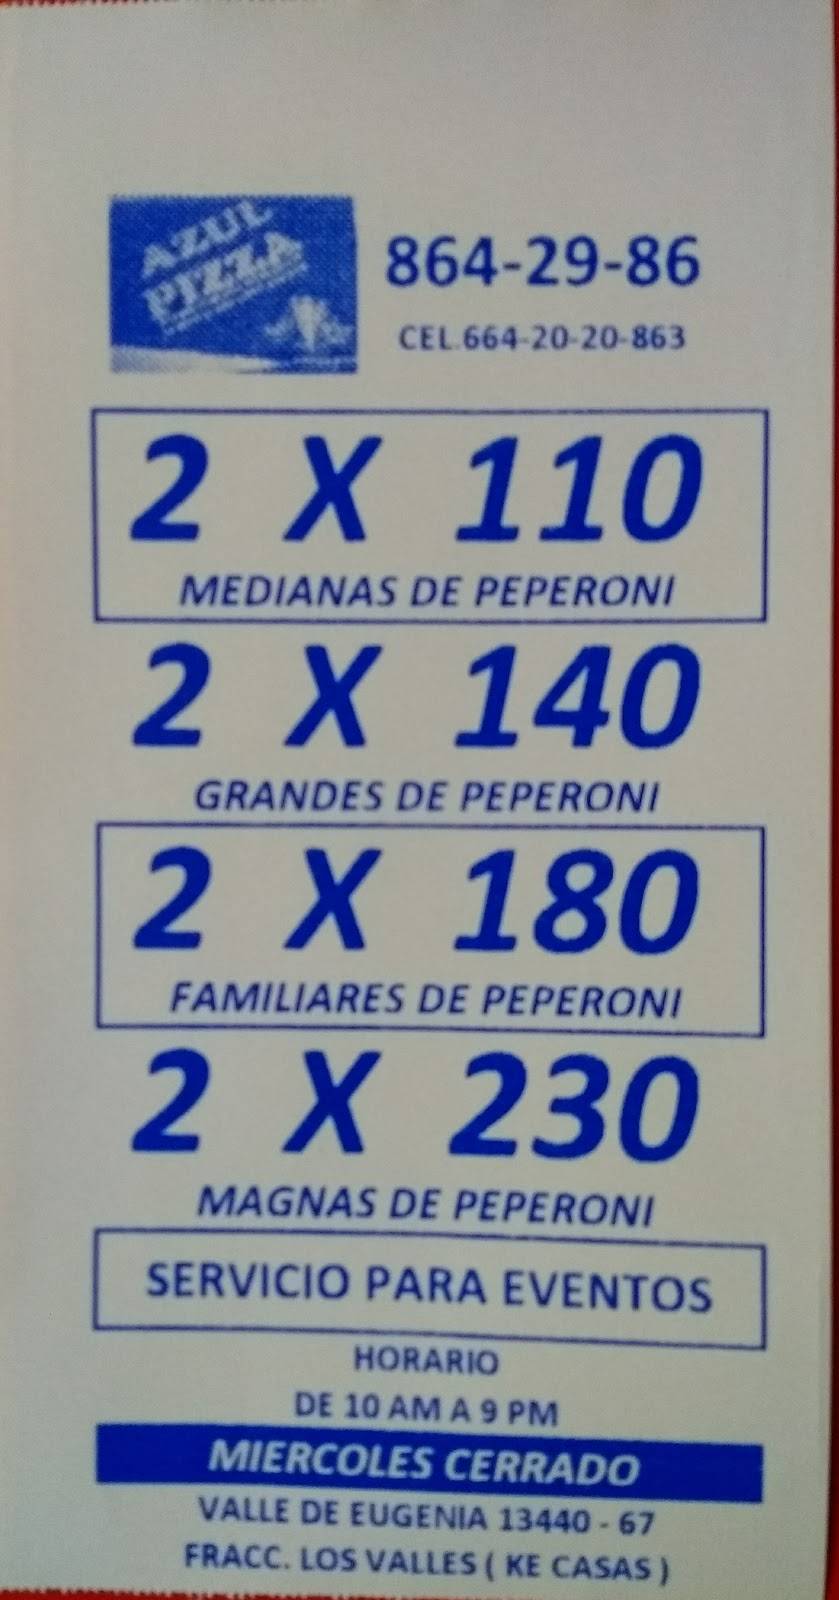 AZUL
PIZZA
864-29-86
CEL.664-20-20-863
2 X 110
MEDIANAS DE PEPERONI
2 X 140
GRANDES DE PEPERONI
2 X 180
FAMILIARES DE PEPERONI
2 X 230
MAGNAS DE PEPERONI
SERVICIO PARA EVENTOS
HORARIO
DE 10 AM A 9 PM
MIERCOLES CERRADO
VALLE DE EUGENIA 13440 - 67
FRACC. LOS VALLES ( KE CASAS )